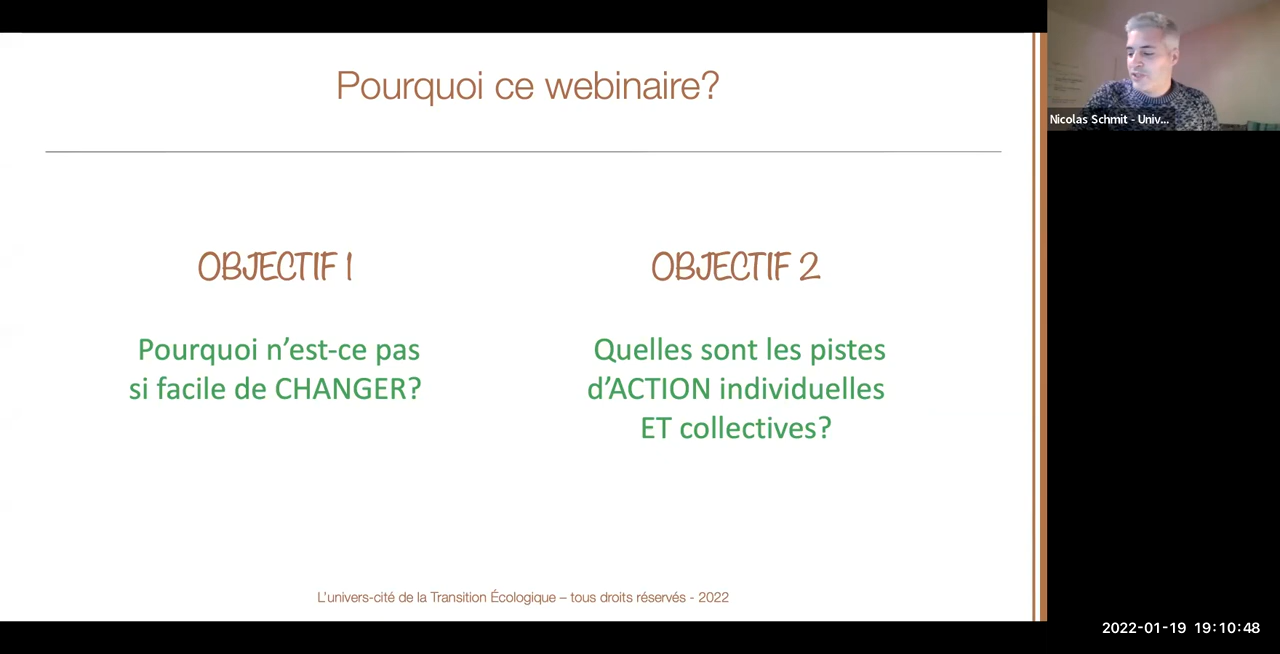 Pourquoi ce webinaire?
OBJECTIF 1
Pourquoi n’est-ce pas
si facile de CHANGER?
OBJECTIF 2
Quelles sont les pistes
d’ACTION individuelles
ET collectives?
L’univers-cité de la Transition Écologique – tous droits réservés - 2022
Nicolas Schmit - Univ...
2022-01-19 19:10:48